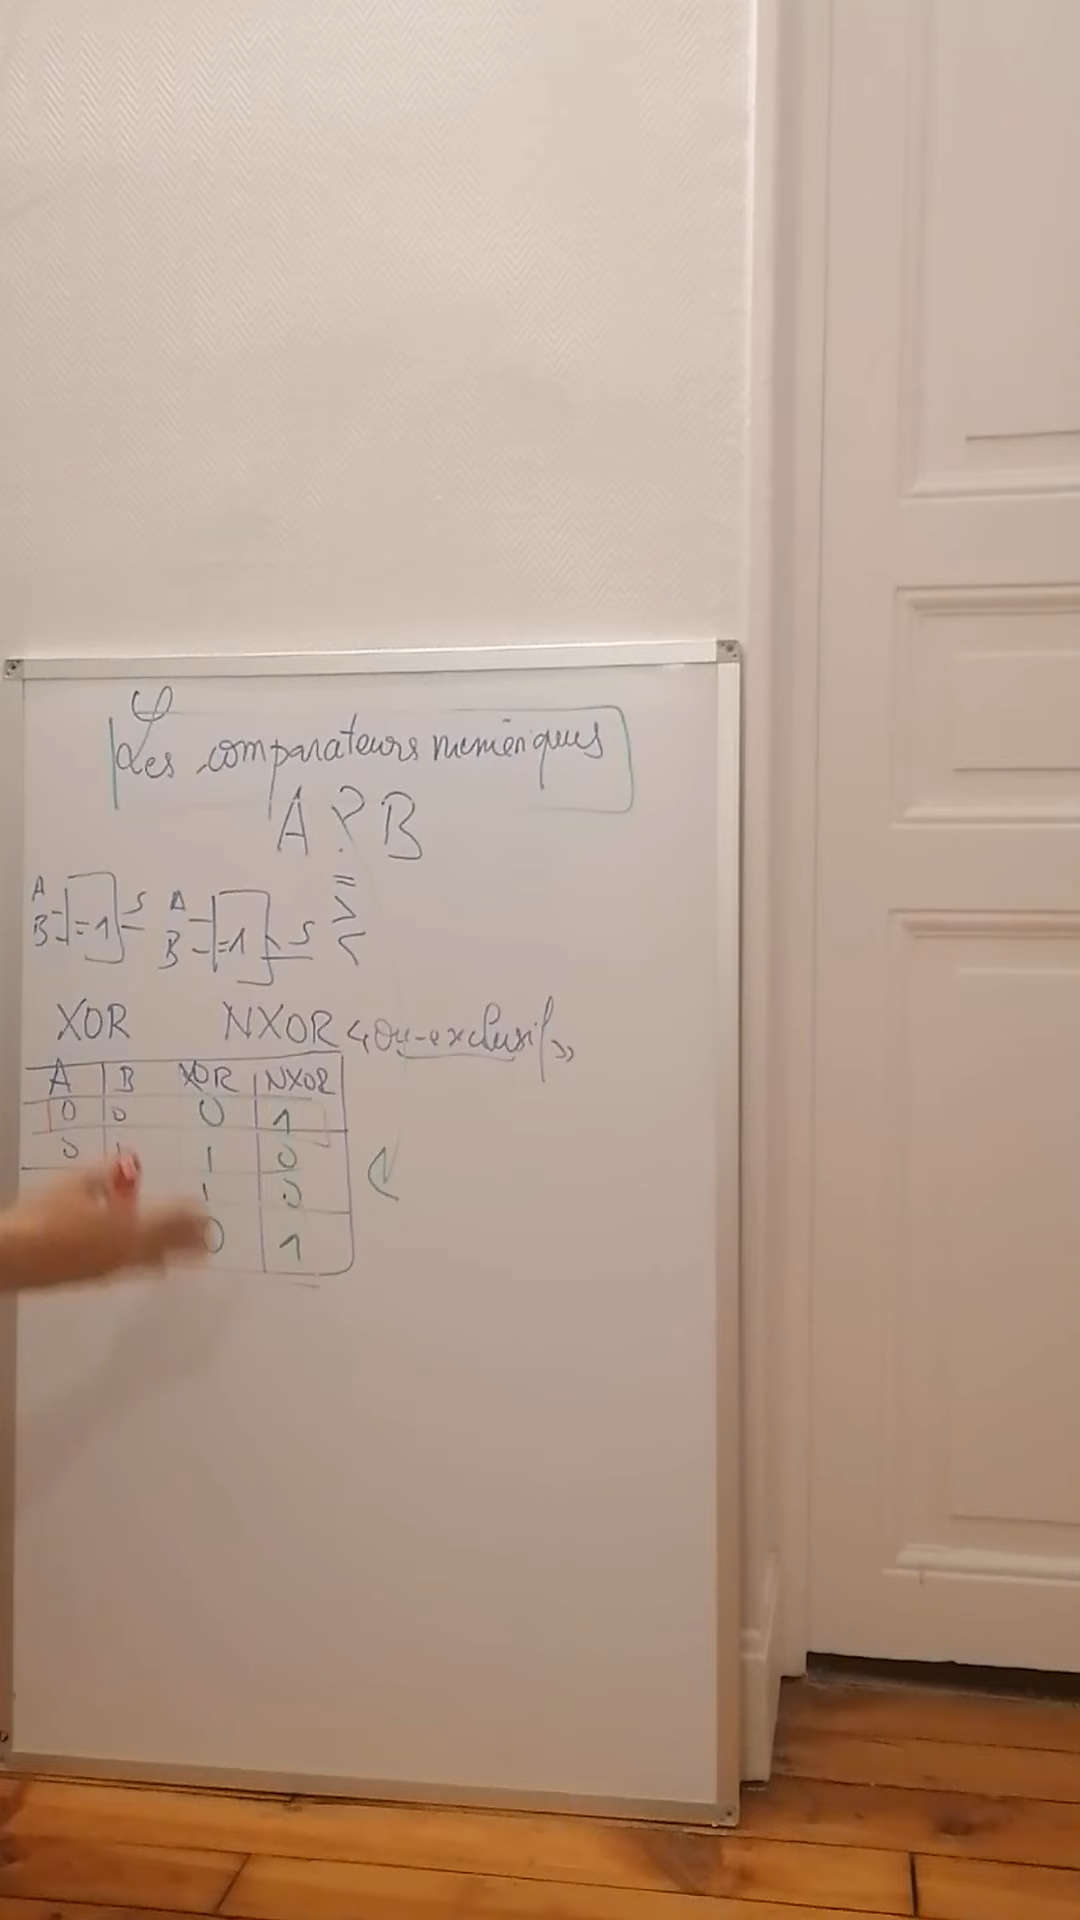 Les comparateurs numériques
A ? B
=
>
<
A
B =1 S
A
B =1 S
XOR NXOR "Ou-exclusif"
A B XOR NXOR
0 0 0 1
0 1 0
1 0
0 1